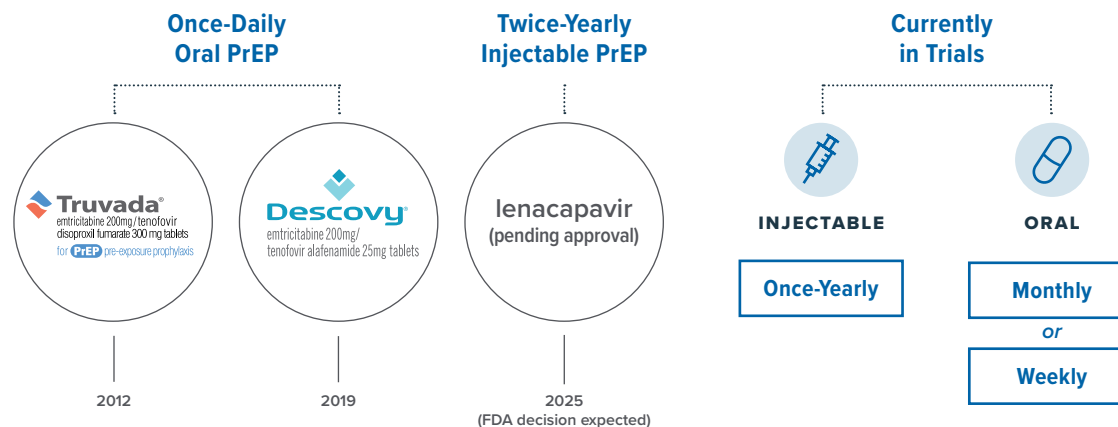 Once-Daily
Oral PrEP
Twice-Yearly
Injectable PrEP
Currently
in Trials
Truvada®
emtricitabine 200mg/tenofovir
disoproxil fumarate 300 mg tablets
for PrEP pre-exposure prophylaxis
Descovy®
emtricitabine 200mg/
tenofovir alafenamide 25mg tablets
lenacapavir
(pending approval)
INJECTABLE
ORAL
Once-Yearly
Monthly
or
Weekly
2012
2019
2025
(FDA decision expected)